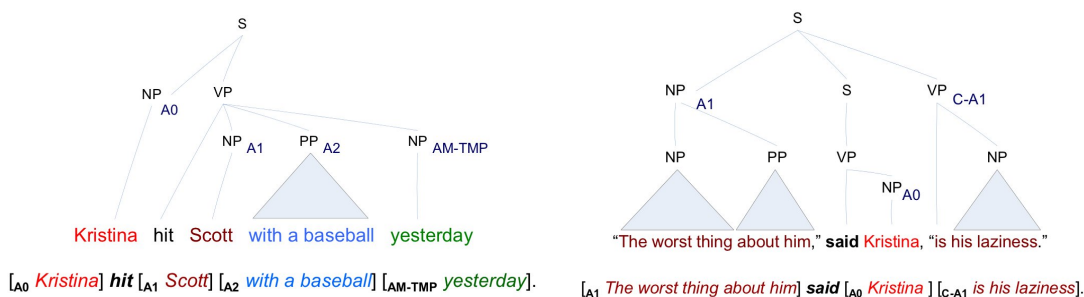 S
NP A0 VP
NP A1 PP A2 NP AM-TMP
Kristina hit Scott with a baseball yesterday
[A0 Kristina] hit [A1 Scott] [A2 with a baseball] [AM-TMP yesterday].
S
NP A1 S VP C-A1
NP PP VP NP
NP A0
“The worst thing about him,” said Kristina, “is his laziness.”
[A1 The worst thing about him] said [A0 Kristina ] [C-A1 is his laziness].